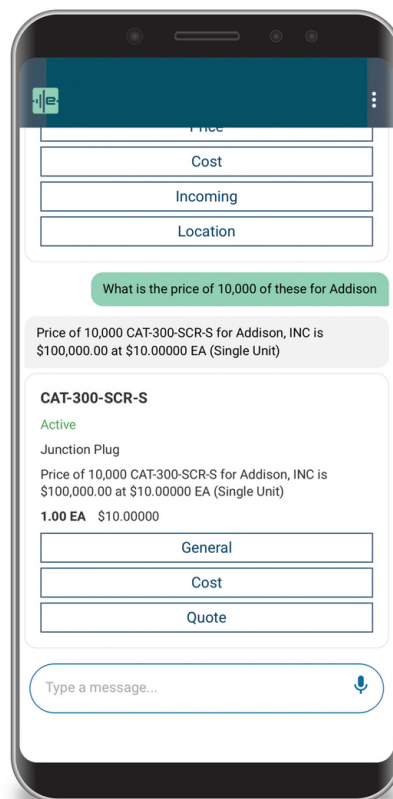 e
Price
Cost
Incoming
Location
What is the price of 10,000 of these for Addison
Price of 10,000 CAT-300-SCR-S for Addison, INC is
$100,000.00 at $10.00000 EA (Single Unit)
CAT-300-SCR-S
Active
Junction Plug
Price of 10,000 CAT-300-SCR-S for Addison, INC is
$100,000.00 at $10.00000 EA (Single Unit)
1.00 EA $10.00000
General
Cost
Quote
Type a message...